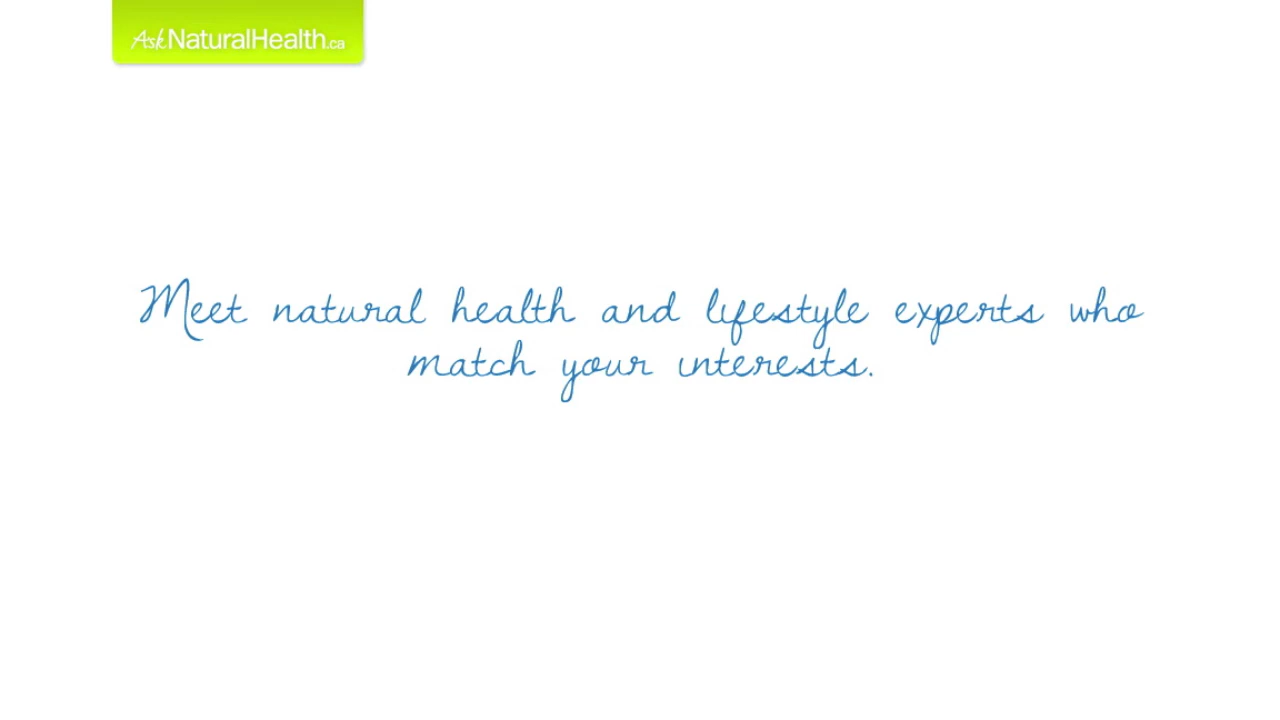 AskNaturalHealth.ca
Meet natural health and lifestyle experts who
match your interests.